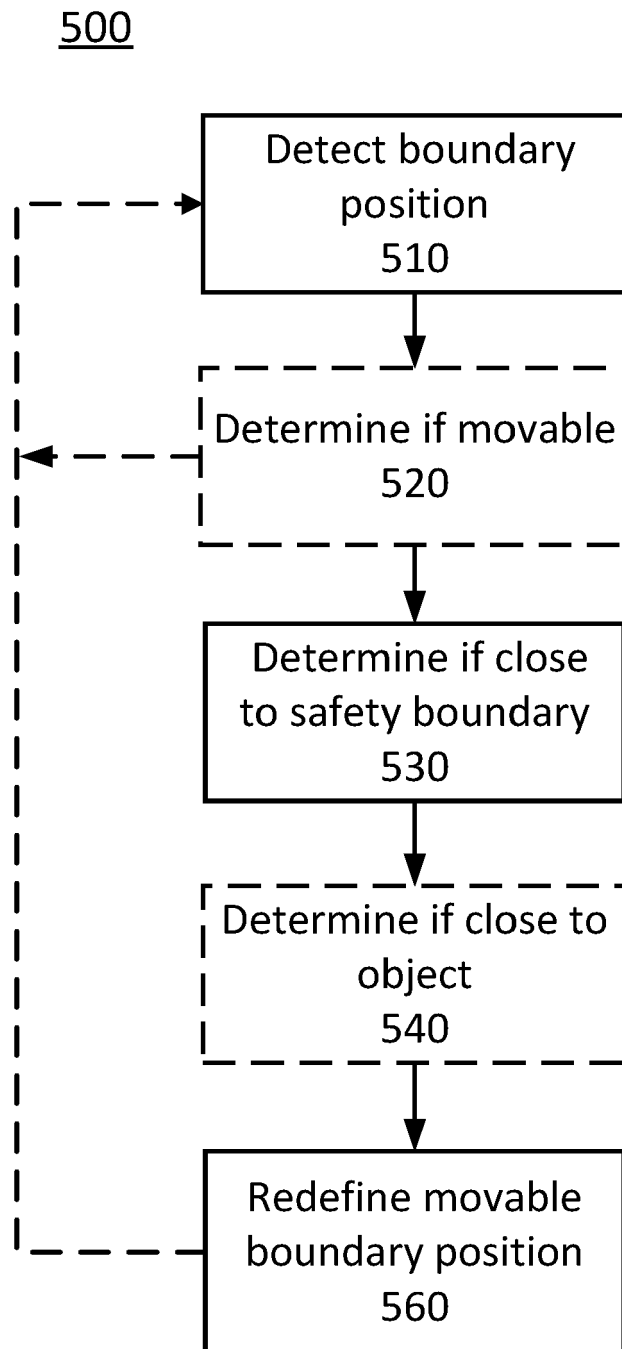 500
Detect boundary
position
510
Determine if movable
520
Determine if close
to safety boundary
530
Determine if close to
object
540
Redefine movable
boundary position
560